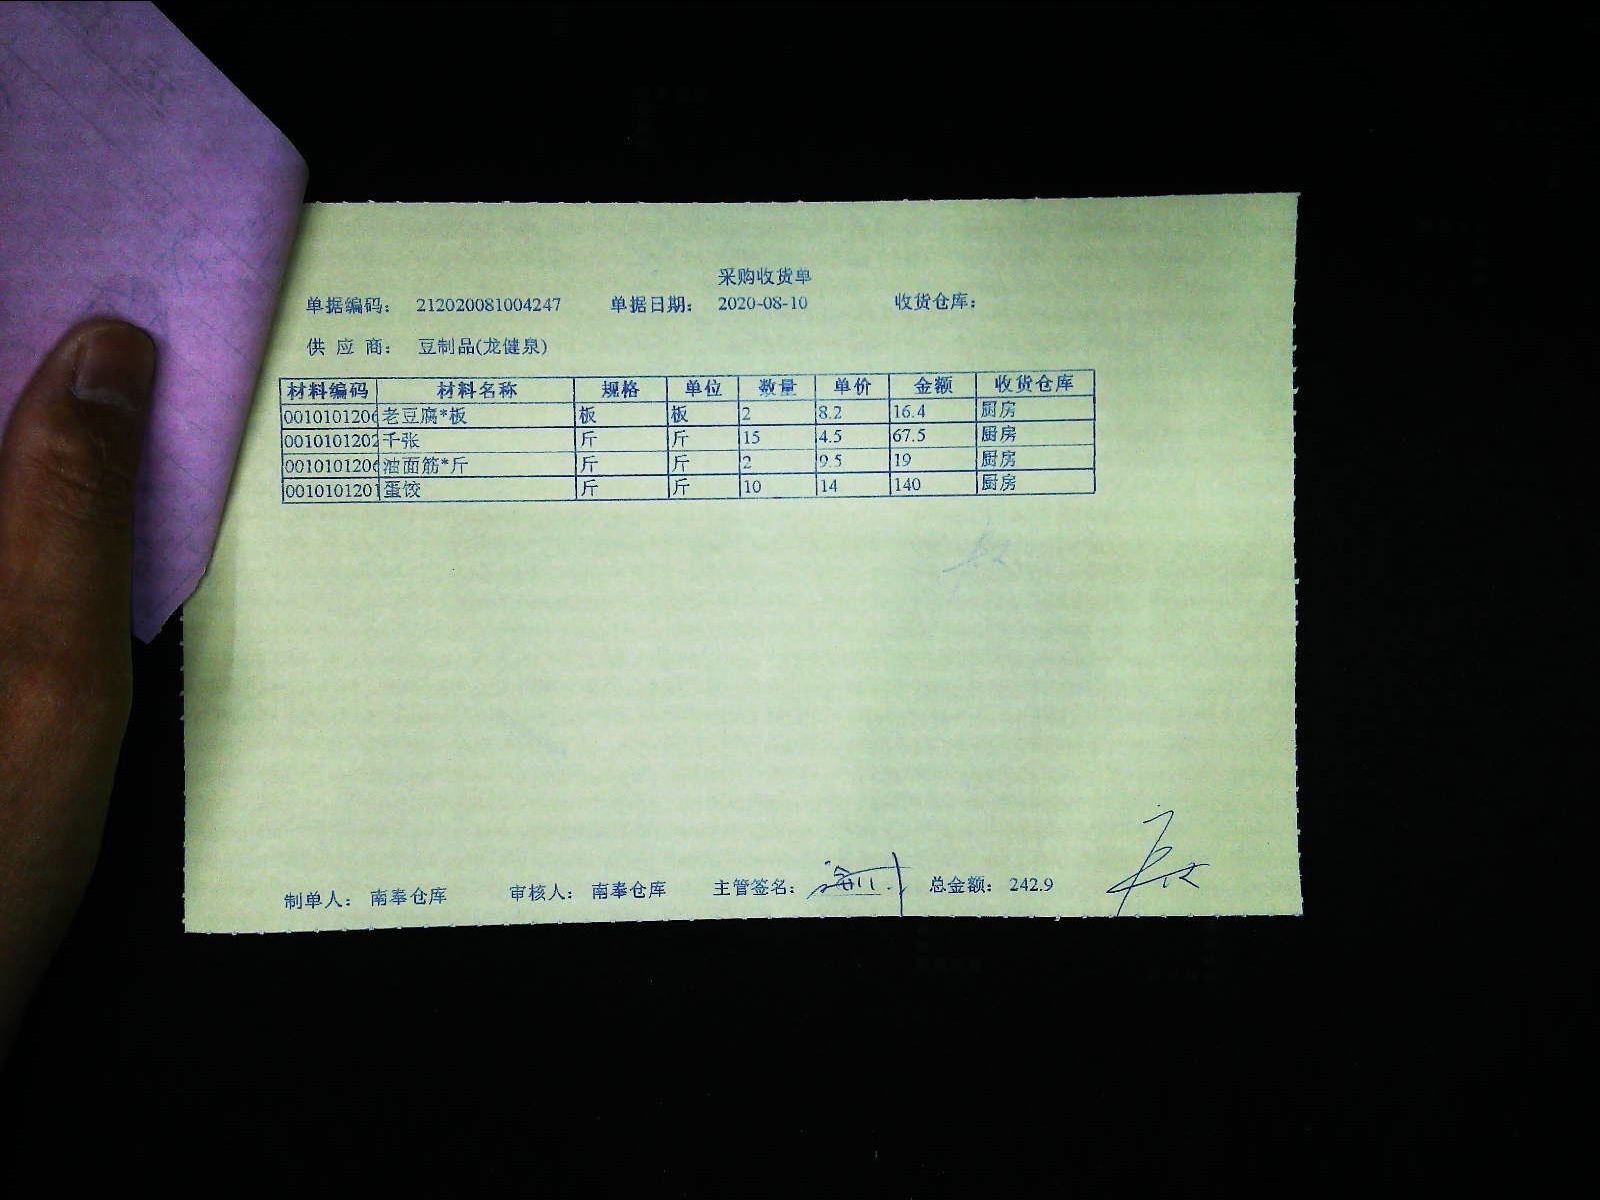 采购收货单
单据编码： 212020081004247 单据日期： 2020-08-10 收货仓库：
供 应 商： 豆制品(龙健泉)
材料编码 材料名称 规格 单位 数量 单价 金额 收货仓库
0010101206 老豆腐*板 板 板 2 8.2 16.4 厨房
0010101202 千张 斤 斤 15 4.5 67.5 厨房
0010101206 油面筋*斤 斤 斤 2 9.5 19 厨房
0010101201 蛋饺 斤 斤 10 14 140 厨房
制单人： 南奉仓库 审核人： 南奉仓库 主管签名： 总金额： 242.9